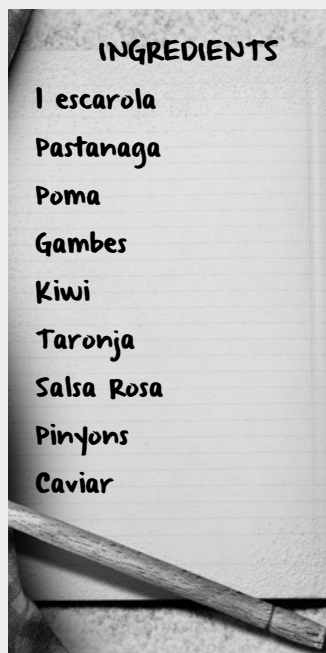 INGREDIENTS
1 escarola
Pastanaga
Poma
Gambes
Kiwi
Taronja
Salsa Rosa
Pinyons
Caviar